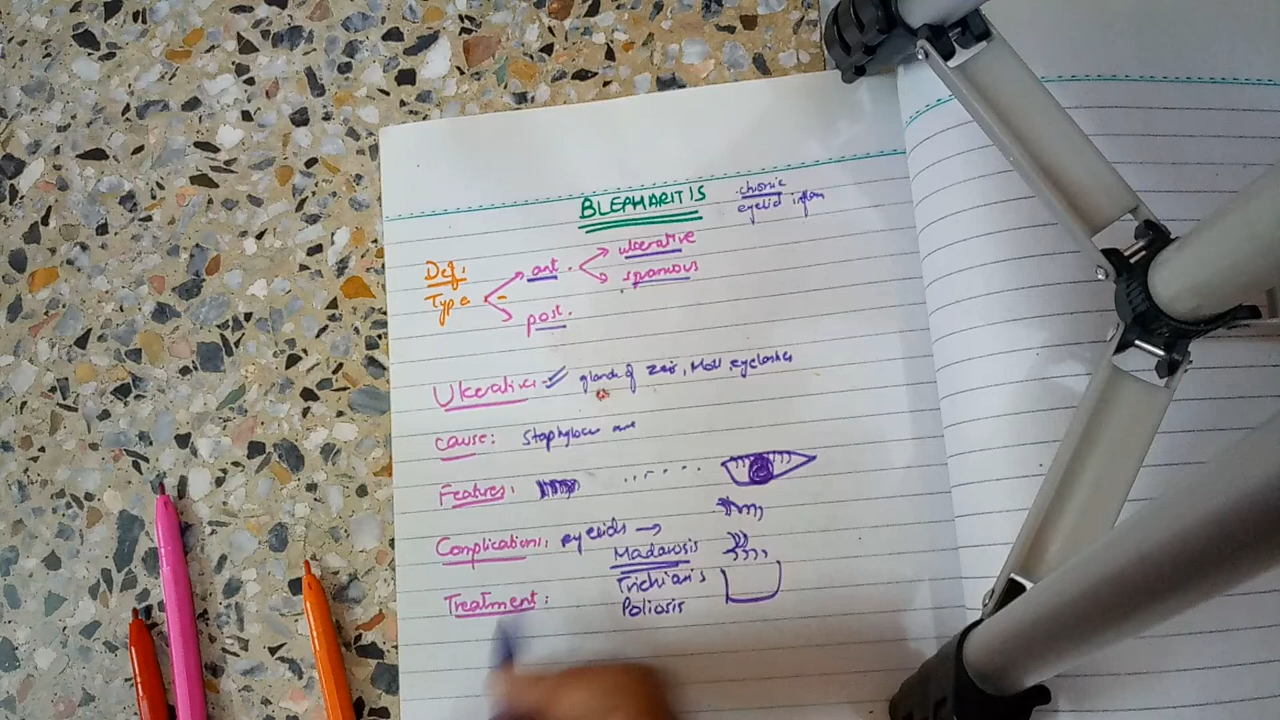 BLEPHARITIS
chronic
eyelid inflam
Def:
Type
ant.
ulcerative
squamous
post.
Ulcerative glands of Zeis, Moll, eyelashes
cause:
Features:
Complications: eyelids →
Madarosis
Trichiasis
Poliosis
Treatment: